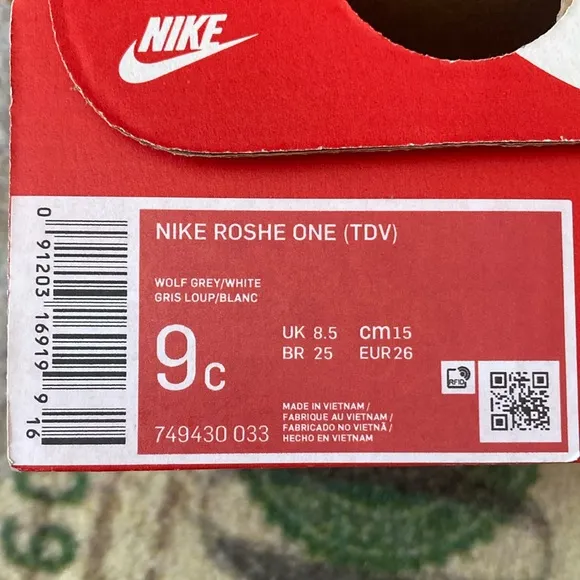 NIKE
NIKE ROSHE ONE (TDV)
WOLF GREY/WHITE
GRIS LOUP/BLANC
9C
UK 8.5 cm15
BR 25 EUR 26
RFID
749430 033
MADE IN VIETNAM /
FABRIQUE AU VIETNAM /
FABRICADO NO VIETNÃ /
HECHO EN VIETNAM
0 91203 16919 9 16